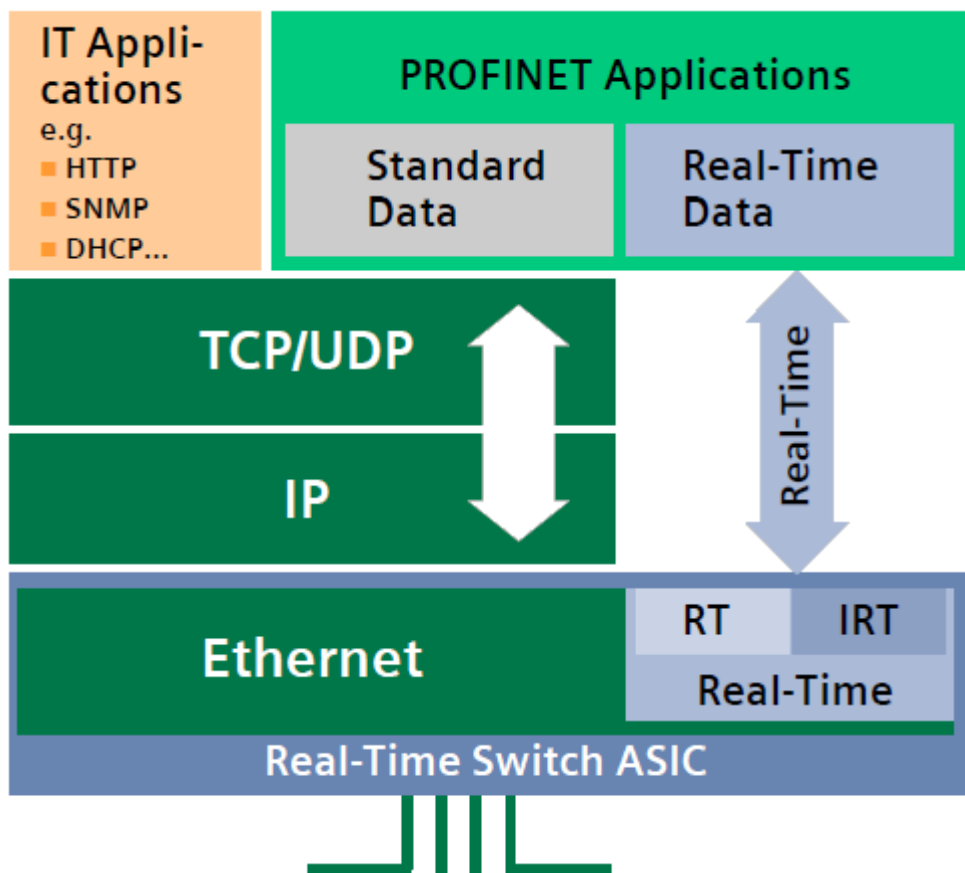 IT Appli-
cations
e.g.
HTTP
SNMP
DHCP...
PROFINET Applications
Standard
Data
Real-Time
Data
TCP/UDP
IP
Real-Time
Ethernet
RT
IRT
Real-Time
Real-Time Switch ASIC